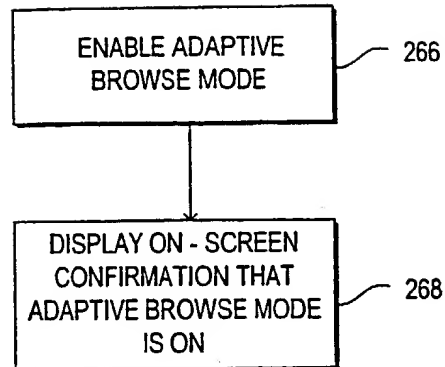 ENABLE ADAPTIVE
BROWSE MODE
266
DISPLAY ON - SCREEN
CONFIRMATION THAT
ADAPTIVE BROWSE MODE
IS ON
268